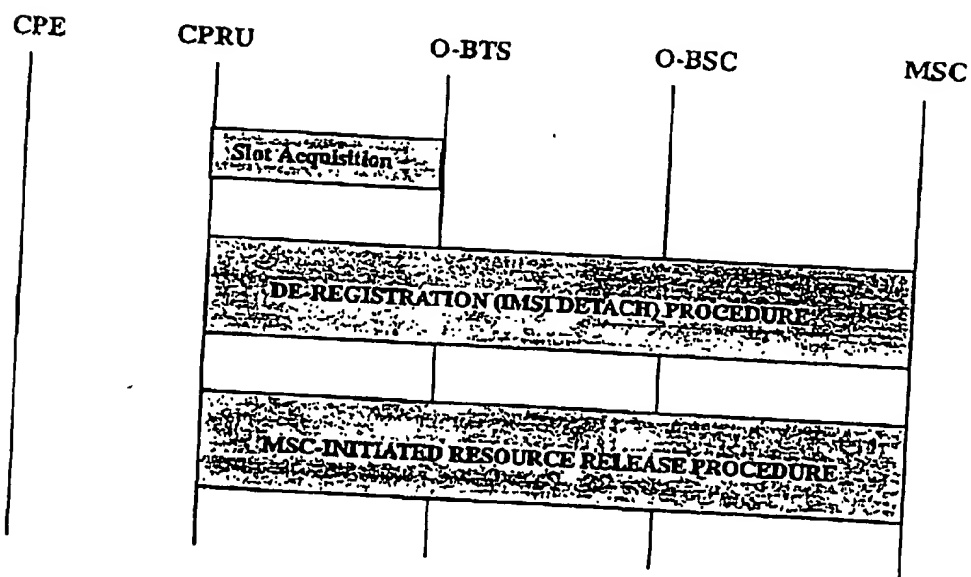 CPE
CPRU
O-BTS
O-BSC
MSC
Slot Acquisition
DE-REGISTRATION (IMSI DETACH) PROCEDURE
MSC-INITIATED RESOURCE RELEASE PROCEDURE